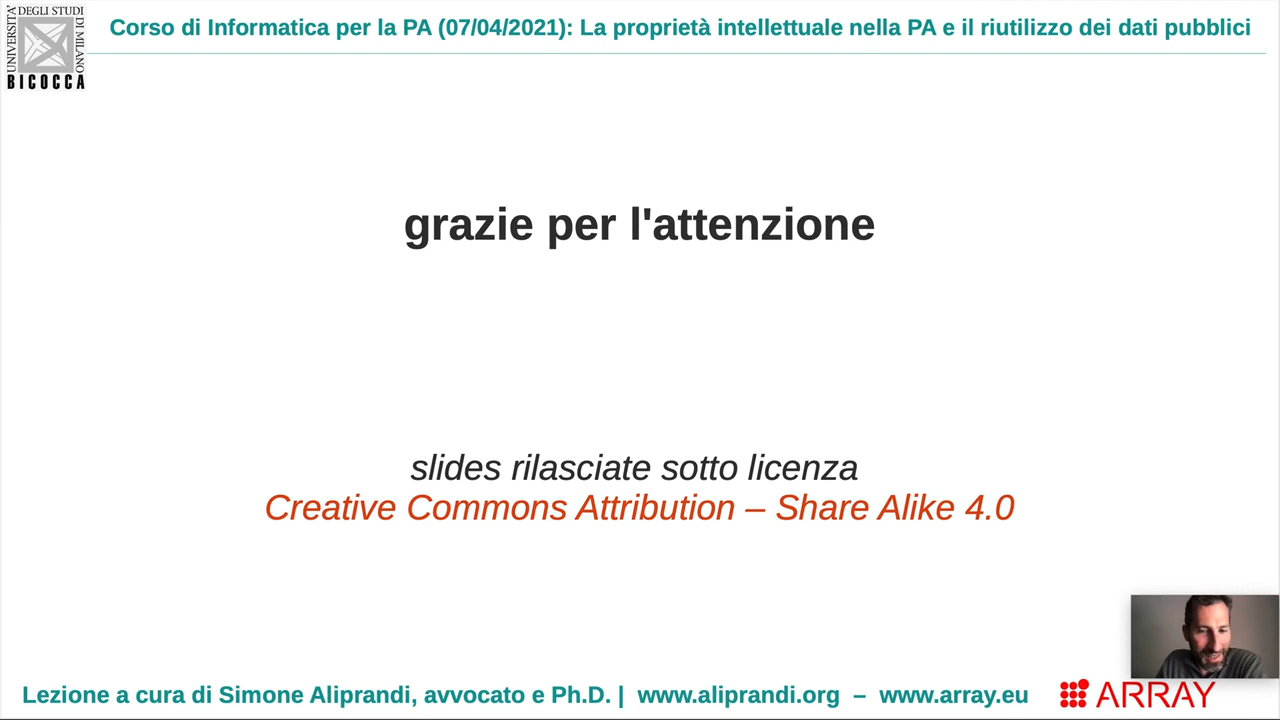 UNIVERSITA'
DEGLI STUDI
DI MILANO
BICOCCA
Corso di Informatica per la PA (07/04/2021): La proprietà intellettuale nella PA e il riutilizzo dei dati pubblici
grazie per l'attenzione
slides rilasciate sotto licenza
Creative Commons Attribution – Share Alike 4.0
Lezione a cura di Simone Aliprandi, avvocato e Ph.D. | www.aliprandi.org – www.array.eu
ARRAY